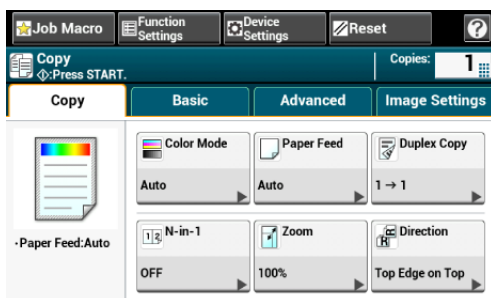 Job Macro
Function Settings
Device Settings
Reset
?
Copy
:Press START.
Copies:
1
Copy
Basic
Advanced
Image Settings
Color Mode
Auto
Paper Feed
Auto
Duplex Copy
1 → 1
·Paper Feed:Auto
1 2 N-in-1
OFF
Zoom
100%
R R Direction
Top Edge on Top